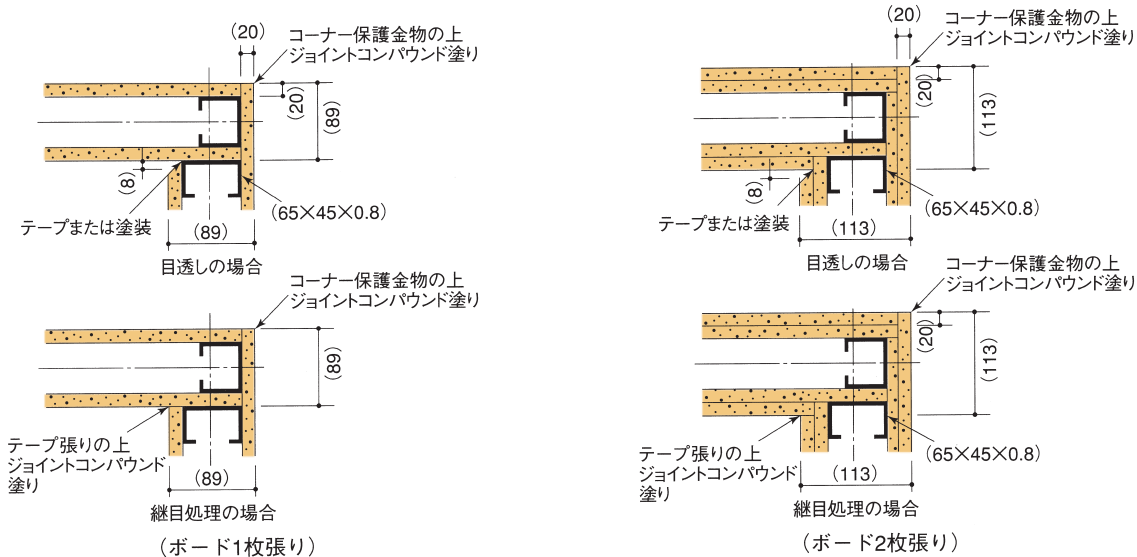 (20)
コーナー保護金物の上
ジョイントコンパウンド塗り
(20)
(89)
(8)
(65×45×0.8)
テープまたは塗装
(89)
目透しの場合
コーナー保護金物の上
ジョイントコンパウンド塗り
(89)
テープ張りの上
ジョイントコンパウンド
塗り
(89)
継目処理の場合
(ボード1枚張り)
(20)
コーナー保護金物の上
ジョイントコンパウンド塗り
(20)
(113)
(8)
(65×45×0.8)
テープまたは塗装
(113)
目透しの場合
コーナー保護金物の上
ジョイントコンパウンド塗り
(20)
(113)
テープ張りの上
ジョイントコンパウンド
塗り
(65×45×0.8)
(113)
継目処理の場合
(ボード2枚張り)